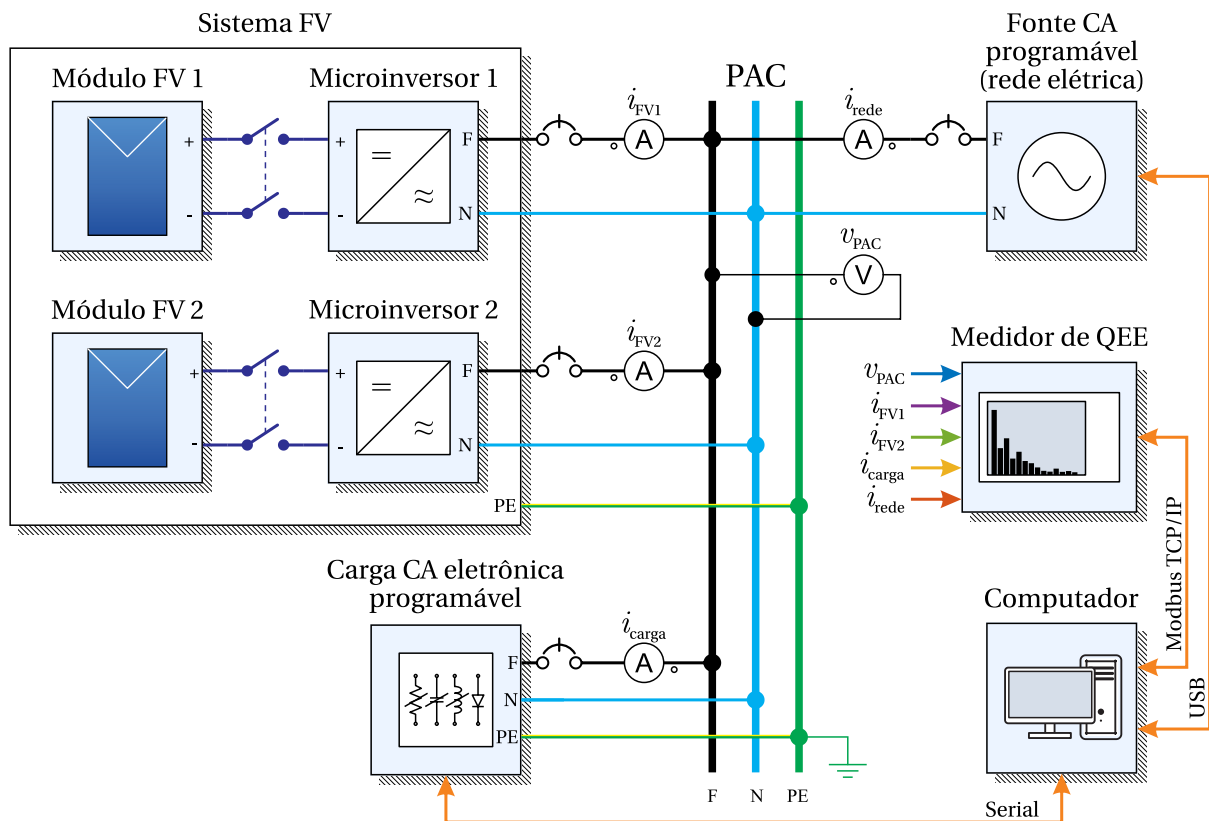 Sistema FV
Módulo FV 1
Microinversor 1
+
-
+
-
F
N
i_FV1
A
PAC
i_rede
A
Fonte CA
programável
(rede elétrica)
F
N
v_PAC
V
Módulo FV 2
Microinversor 2
+
-
+
-
F
N
i_FV2
A
PE
Medidor de QEE
v_PAC
i_FV1
i_FV2
i_carga
i_rede
Modbus TCP/IP
USB
Carga CA eletrônica
programável
F
N
PE
i_carga
A
F
N
PE
Computador
Serial